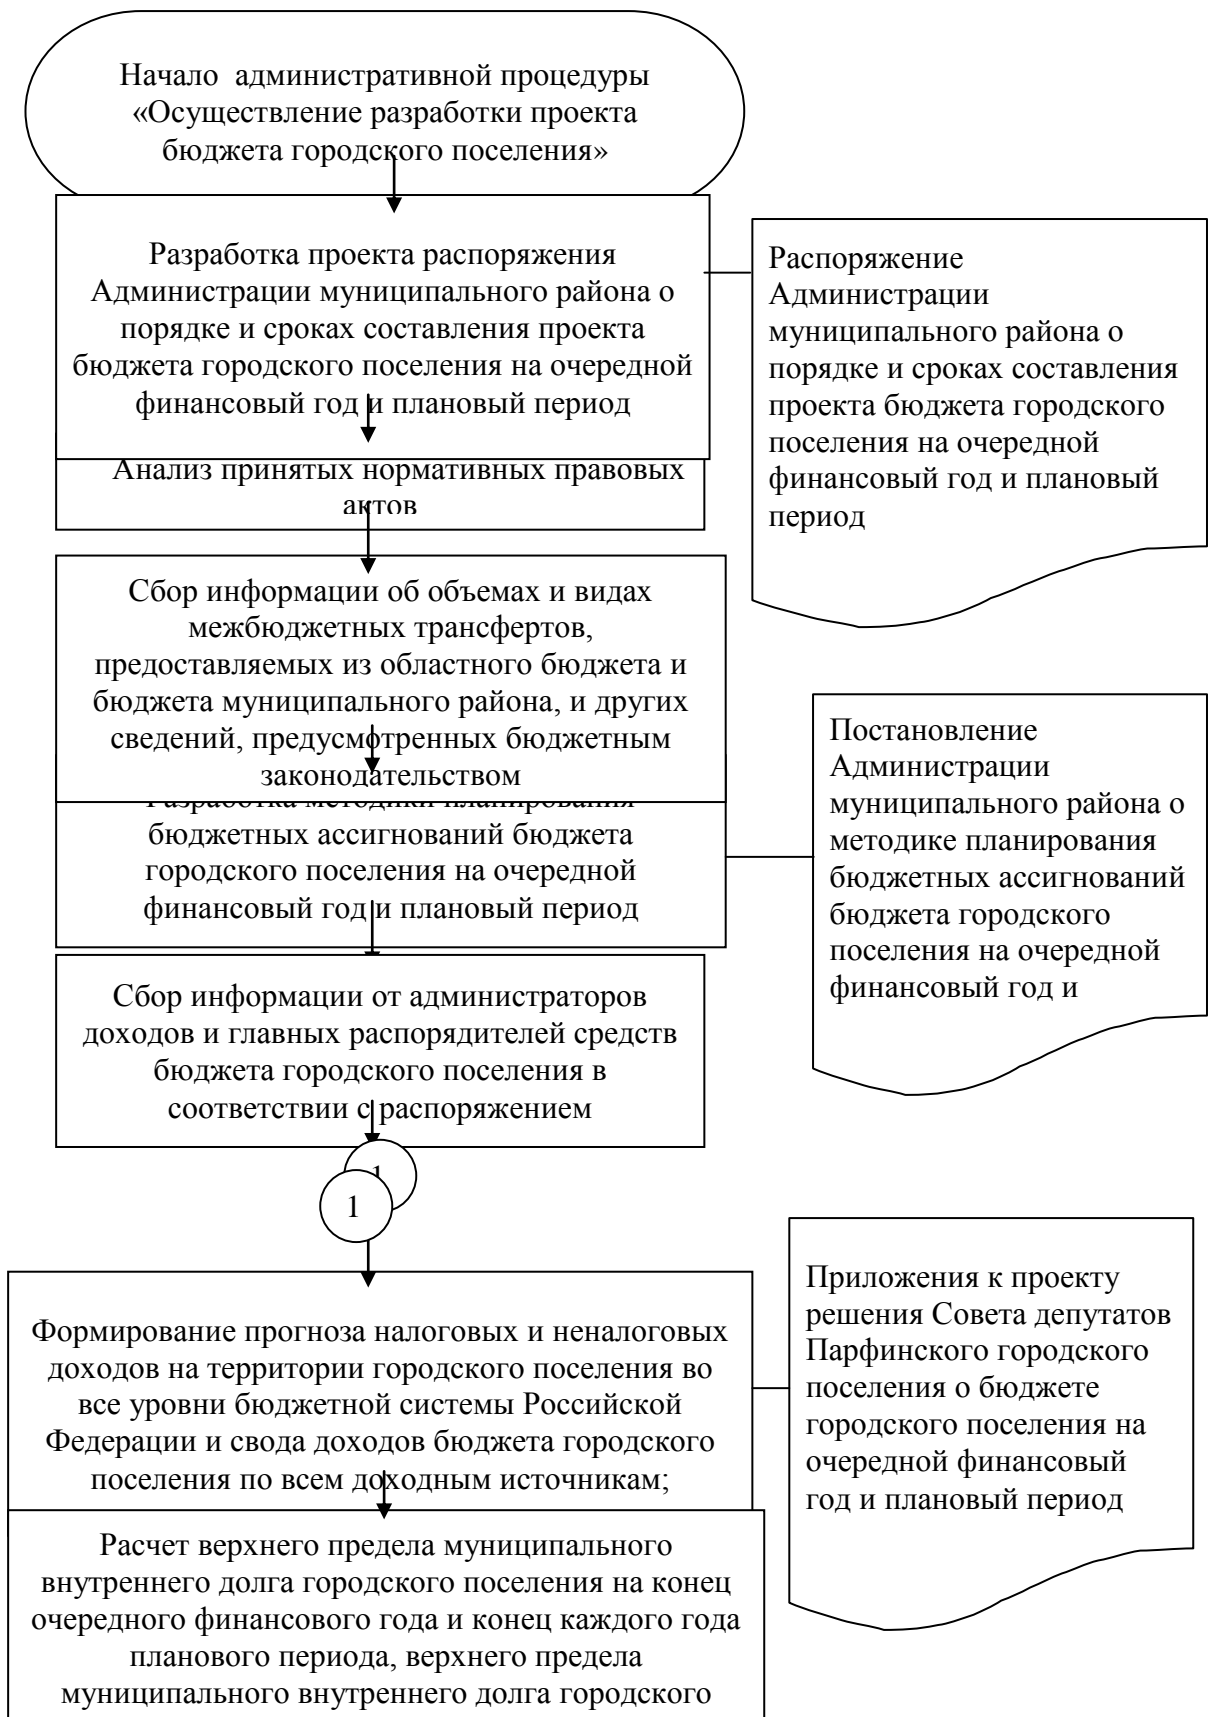 Начало административной процедуры
«Осуществление разработки проекта
бюджета городского поселения»
Разработка проекта распоряжения
Администрации муниципального района о
порядке и сроках составления проекта
бюджета городского поселения на очередной
финансовый год и плановый период
Распоряжение
Администрации
муниципального района о
порядке и сроках составления
проекта бюджета городского
поселения на очередной
финансовый год и плановый
период
Анализ принятых нормативных правовых
актов
Сбор информации об объемах и видах
межбюджетных трансфертов,
предоставляемых из областного бюджета и
бюджета муниципального района, и других
сведений, предусмотренных бюджетным
законодательством
Разработка методики планирования
бюджетных ассигнований бюджета
городского поселения на очередной
финансовый год и плановый период
Постановление
Администрации
муниципального района о
методике планирования
бюджетных ассигнований
бюджета городского
поселения на очередной
финансовый год и
Сбор информации от администраторов
доходов и главных распорядителей средств
бюджета городского поселения в
соответствии с распоряжением
1
1
Формирование прогноза налоговых и неналоговых
доходов на территории городского поселения во
все уровни бюджетной системы Российской
Федерации и свода доходов бюджета городского
поселения по всем доходным источникам;
Приложения к проекту
решения Совета депутатов
Парфинского городского
поселения о бюджете
городского поселения на
очередной финансовый
год и плановый период
Расчет верхнего предела муниципального
внутреннего долга городского поселения на конец
очередного финансового года и конец каждого года
планового периода, верхнего предела
муниципального внутреннего долга городского